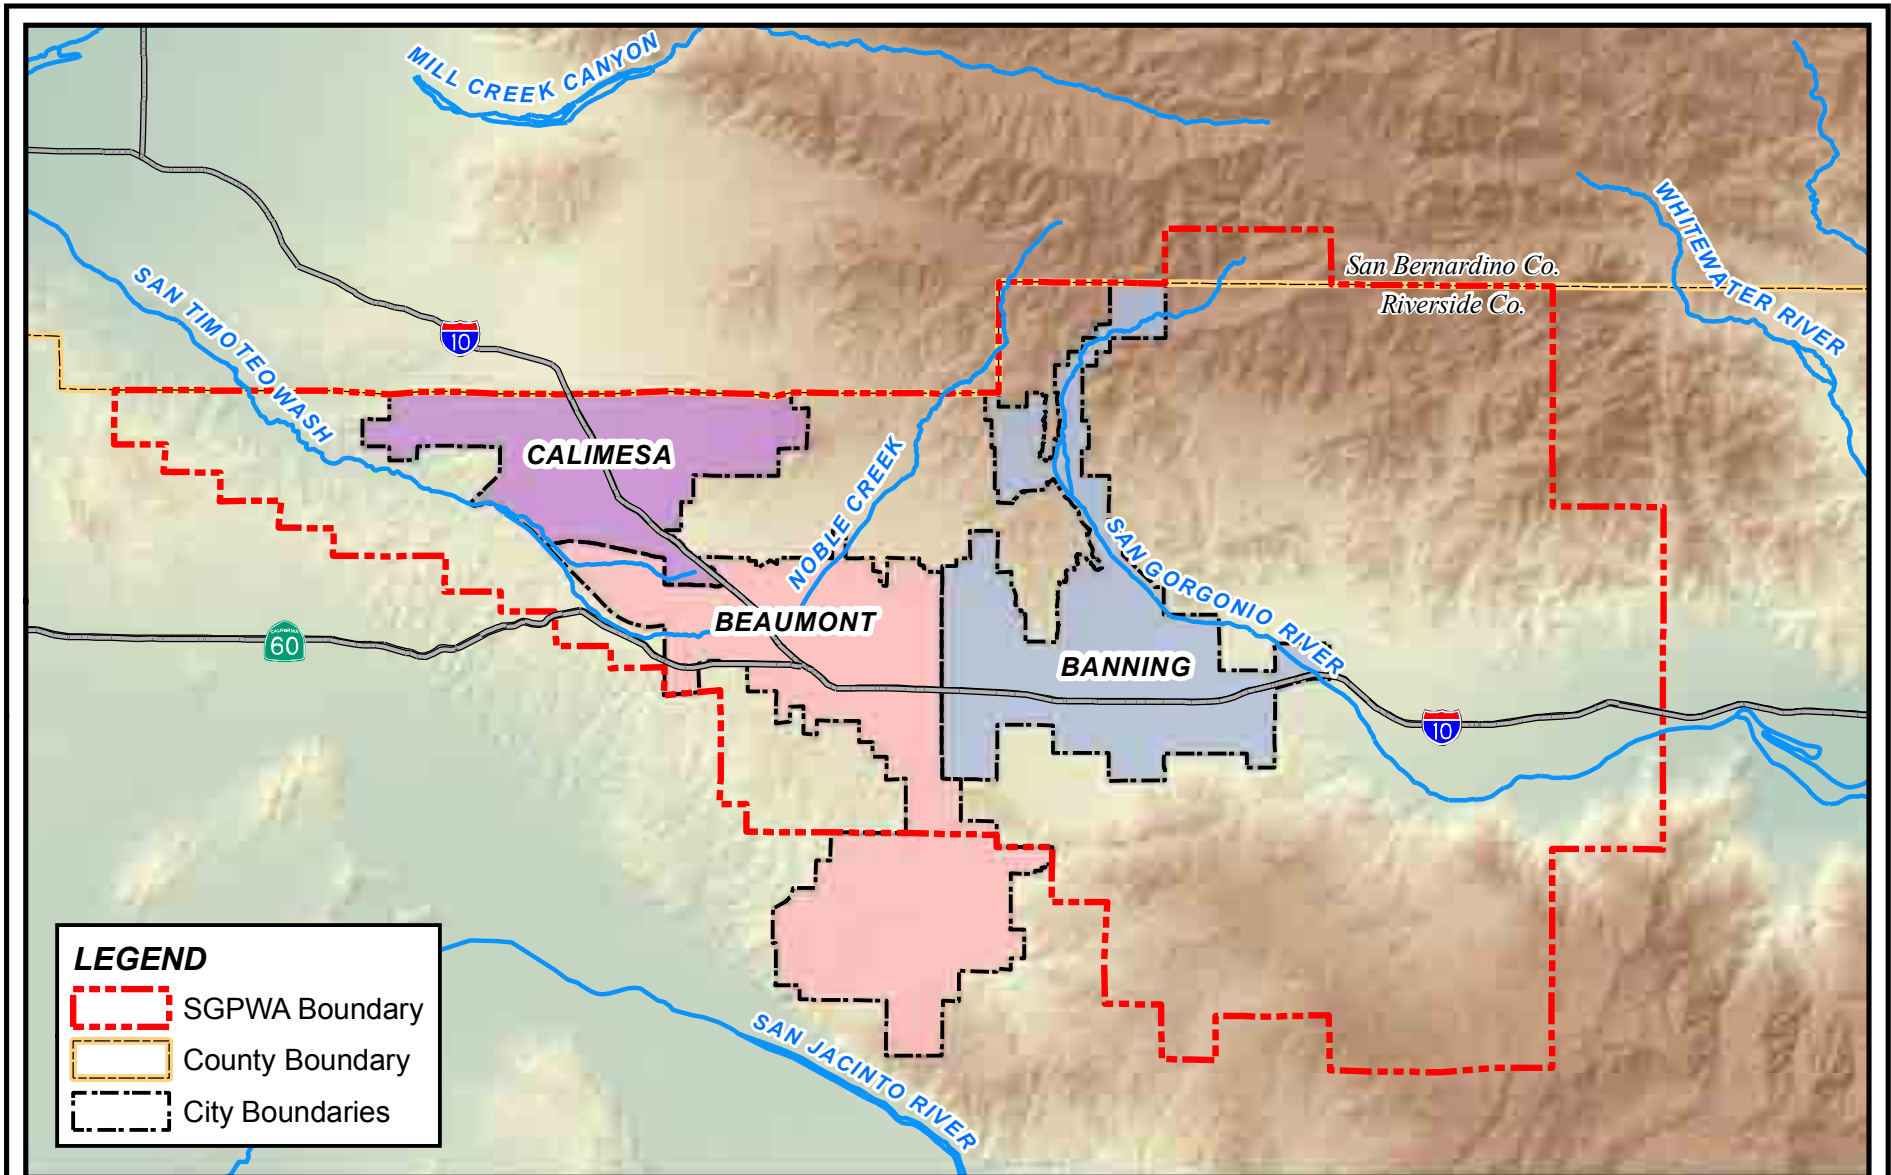 MILL CREEK CANYON
WHITEWATER RIVER
San Bernardino Co.
Riverside Co.
SAN TIMOTEO WASH
10
CALIMESA
NOBLE CREEK
SAN GORGONIO RIVER
CALIFORNIA
60
BEAUMONT
BANNING
10
LEGEND
SGPWA Boundary
County Boundary
City Boundaries
SAN JACINTO RIVER